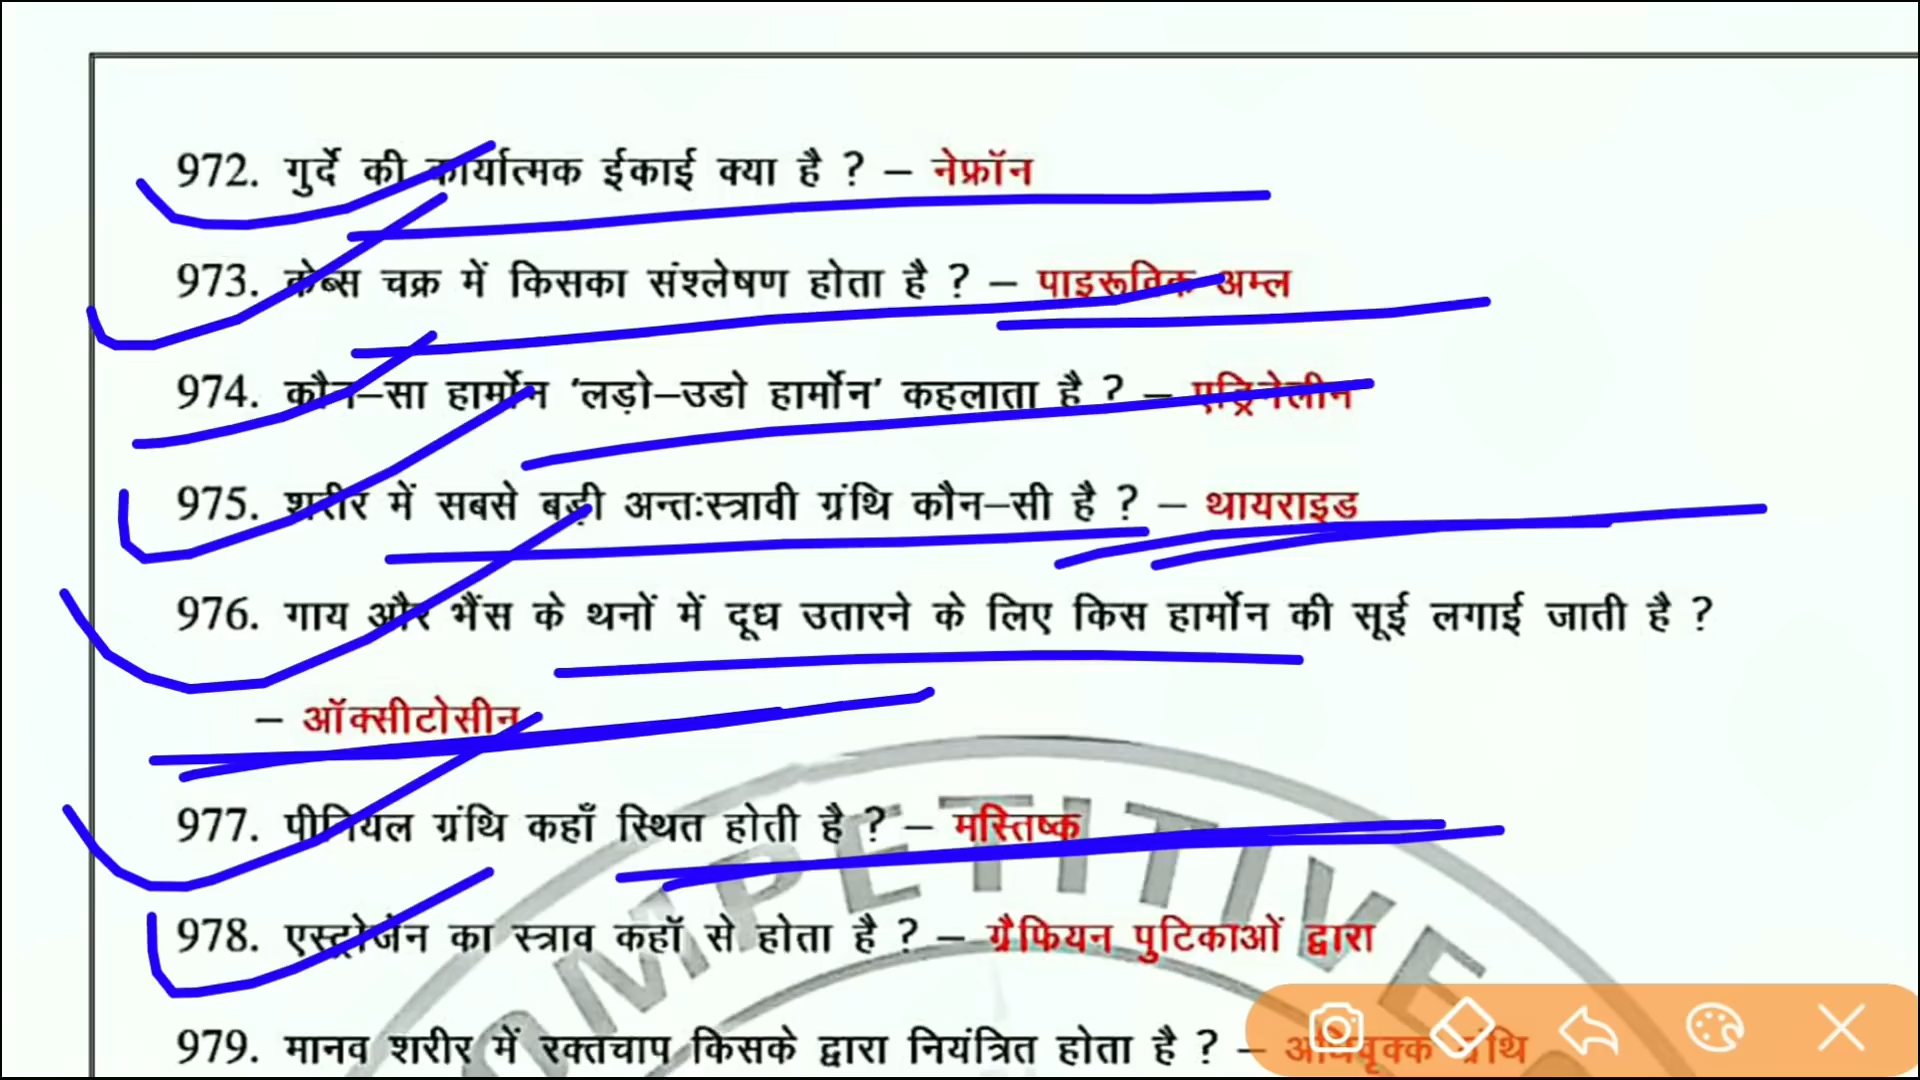 972. गुर्दे की कार्यात्मक ईकाई क्या है ? – नेफ्रॉन
973. केब्स चक्र में किसका संश्लेषण होता है ? – पाइरूविक अम्ल
974. कौन–सा हार्मोन 'लड़ो–उडो हार्मोन' कहलाता है ? – एड्रिनेलीन
975. शरीर में सबसे बड़ी अन्तःस्त्रावी ग्रंथि कौन–सी है ? – थायराइड
976. गाय और भैंस के थनों में दूध उतारने के लिए किस हार्मोन की सूई लगाई जाती है ?
– ऑक्सीटोसीन
977. पीनियल ग्रंथि कहाँ स्थित होती है ? – मस्तिष्क
978. एस्ट्रोजेन का स्त्राव कहॉ से होता है ? – ग्रैफियन पुटिकाओं द्वारा
979. मानव शरीर में रक्तचाप किसके द्वारा नियंत्रित होता है ? – अधिवृक्क ग्रंथि